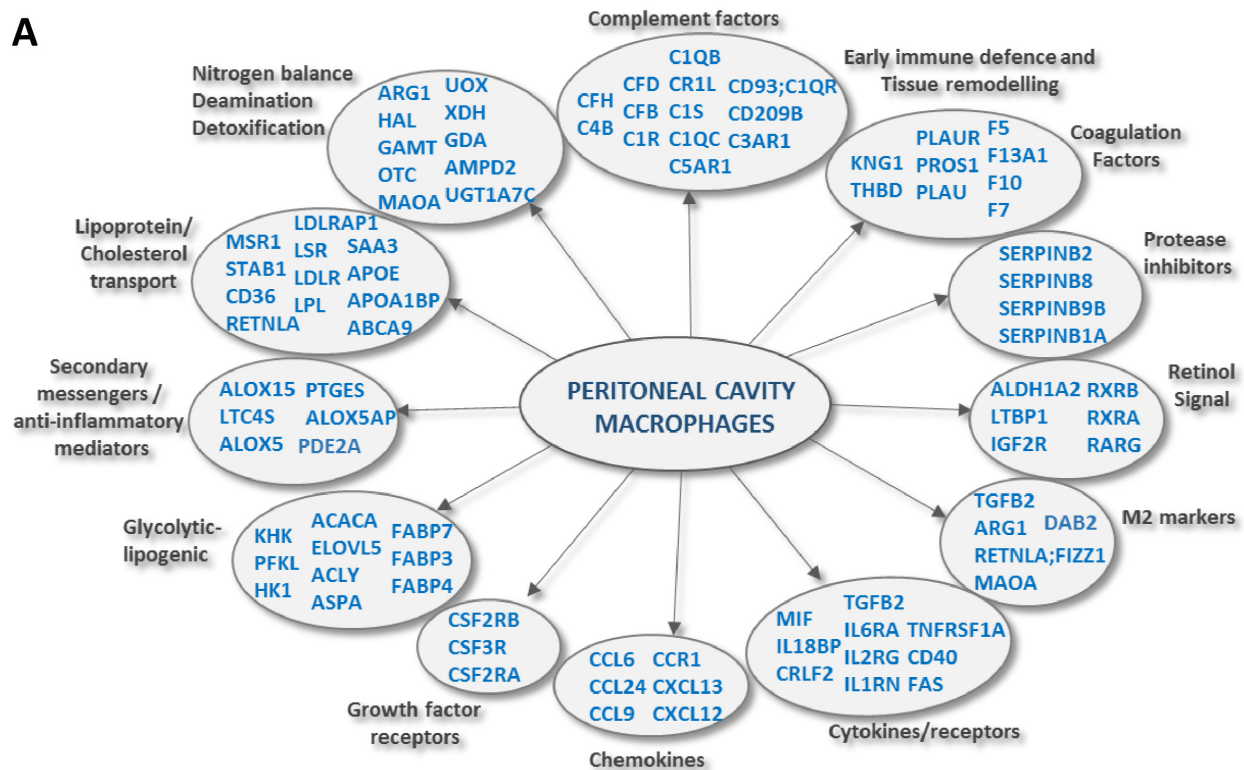 A
Complement factors
C1QB
CFD CR1L CD93;C1QR
CFH CFB C1S CD209B
C4B C1R C1QC C3AR1
C5AR1
Early immune defence and
Tissue remodelling
Coagulation
Factors
PLAUR F5
KNG1 PROS1 F13A1
THBD PLAU F10
F7
Protease
inhibitors
SERPINB2
SERPINB8
SERPINB9B
SERPINB1A
Retinol
Signal
ALDH1A2 RXRB
LTBP1 RXRA
IGF2R RARG
M2 markers
TGFB2
ARG1 DAB2
RETNLA;FIZZ1
MAOA
Cytokines/receptors
TGFB2
MIF IL6RA TNFRSF1A
IL18BP IL2RG CD40
CRLF2 IL1RN FAS
Chemokines
CCL6 CCR1
CCL24 CXCL13
CCL9 CXCL12
Growth factor
receptors
CSF2RB
CSF3R
CSF2RA
Glycolytic-
lipogenic
ACACA FABP7
KHK ELOVL5
PFKL ACLY FABP3
HK1 ASPA FABP4
Secondary
messengers /
anti-inflammatory
mediators
ALOX15 PTGES
LTC4S ALOX5AP
ALOX5 PDE2A
Lipoprotein/
Cholesterol
transport
LDLRAP1
MSR1 LSR SAA3
STAB1 LDLR APOE
CD36 LPL APOA1BP
RETNLA ABCA9
Nitrogen balance
Deamination
Detoxification
ARG1 UOX
HAL XDH
GAMT GDA
OTC AMPD2
MAOA UGT1A7C
PERITONEAL CAVITY
MACROPHAGES